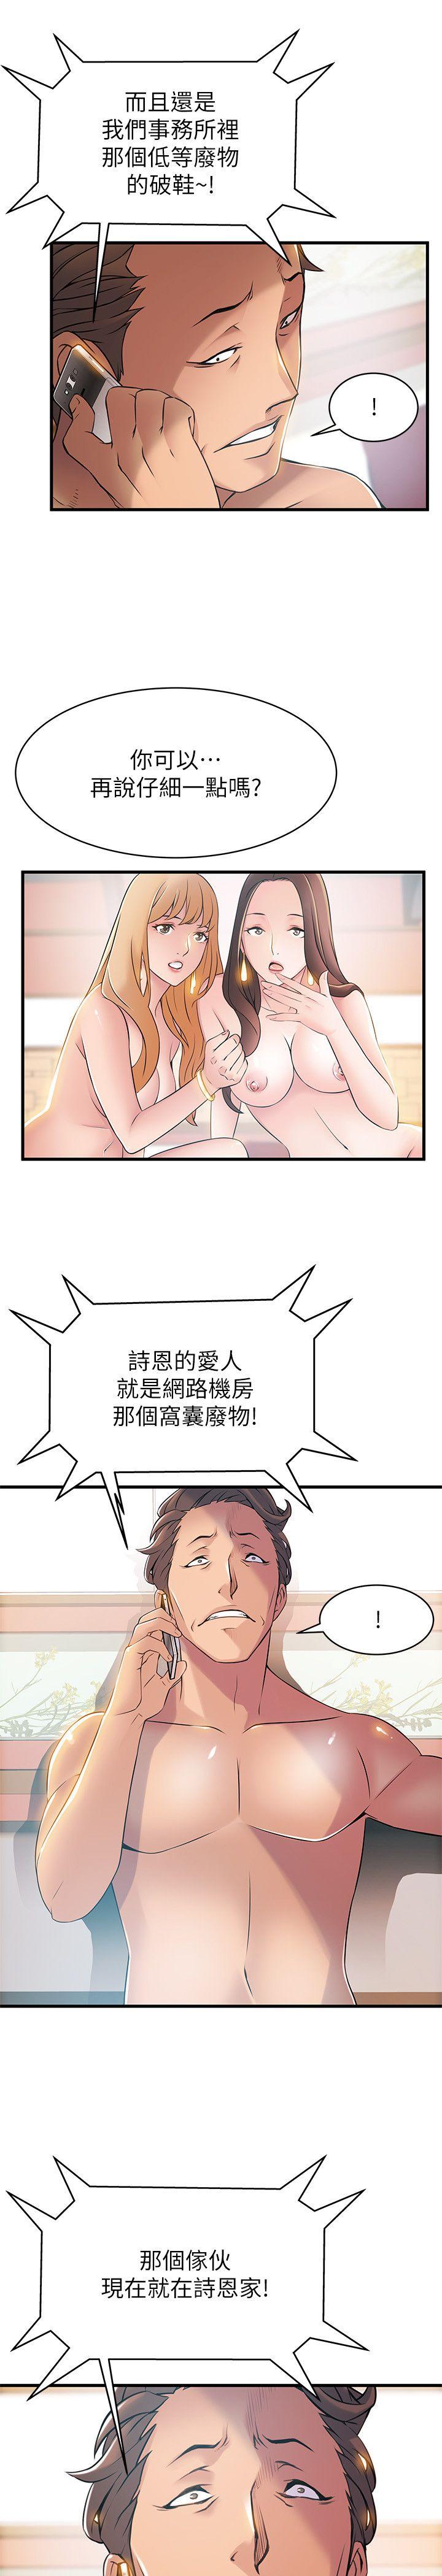 而且還是
我們事務所裡
那個低等廢物
的破鞋~!
!
你可以…
再說仔細一點嗎?
詩恩的愛人
就是網路機房
那個窩囊廢物!
!
那個傢伙
現在就在詩恩家!